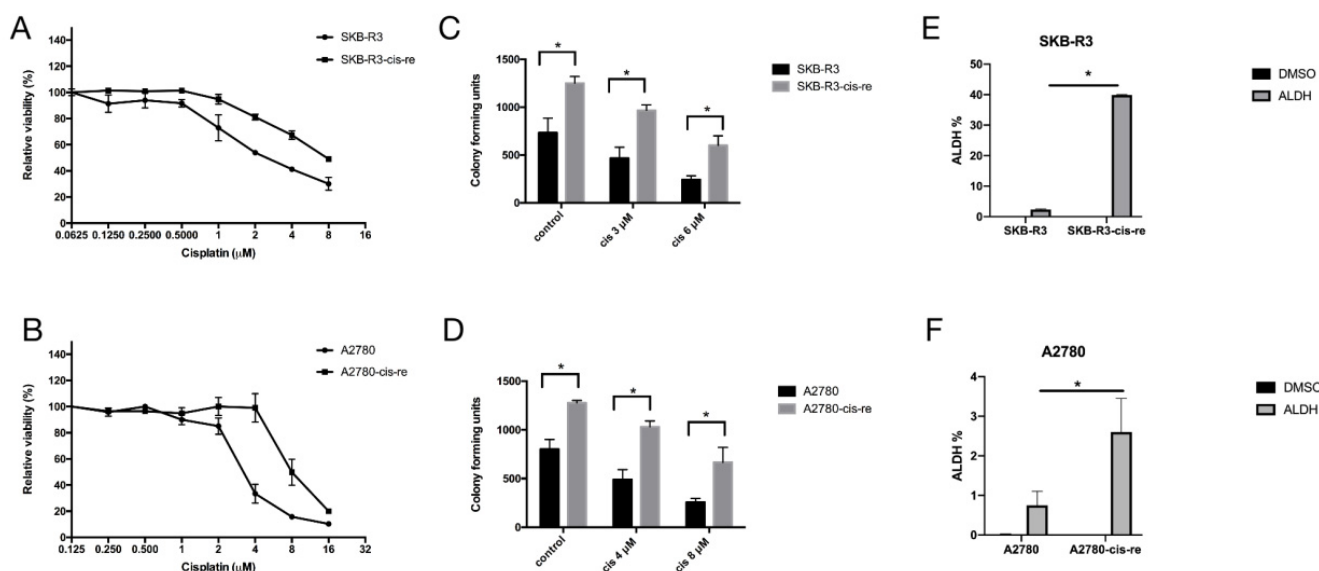 A
SKB-R3
SKB-R3-cis-re
Relative viability (%)
140
120
100
80
60
40
20
0
0.0625 0.1250 0.2500 0.5000 1 2 4 8 16
Cisplatin (μM)
C
SKB-R3
SKB-R3-cis-re
Colony forming units
1500
1000
500
0
* * *
control cis 3 μM cis 6 μM
E
SKB-R3
DMSO
ALDH
ALDH %
50
40
30
20
10
0
*
SKB-R3 SKB-R3-cis-re
B
A2780
A2780-cis-re
Relative viability (%)
140
120
100
80
60
40
20
0
0.125 0.250 0.500 1 2 4 8 16 32
Cisplatin (μM)
D
A2780
A2780-cis-re
Colony forming units
1500
1000
500
0
* * *
control cis 4 μM cis 8 μM
F
A2780
DMSO
ALDH
ALDH %
4
3
2
1
0
*
A2780 A2780-cis-re